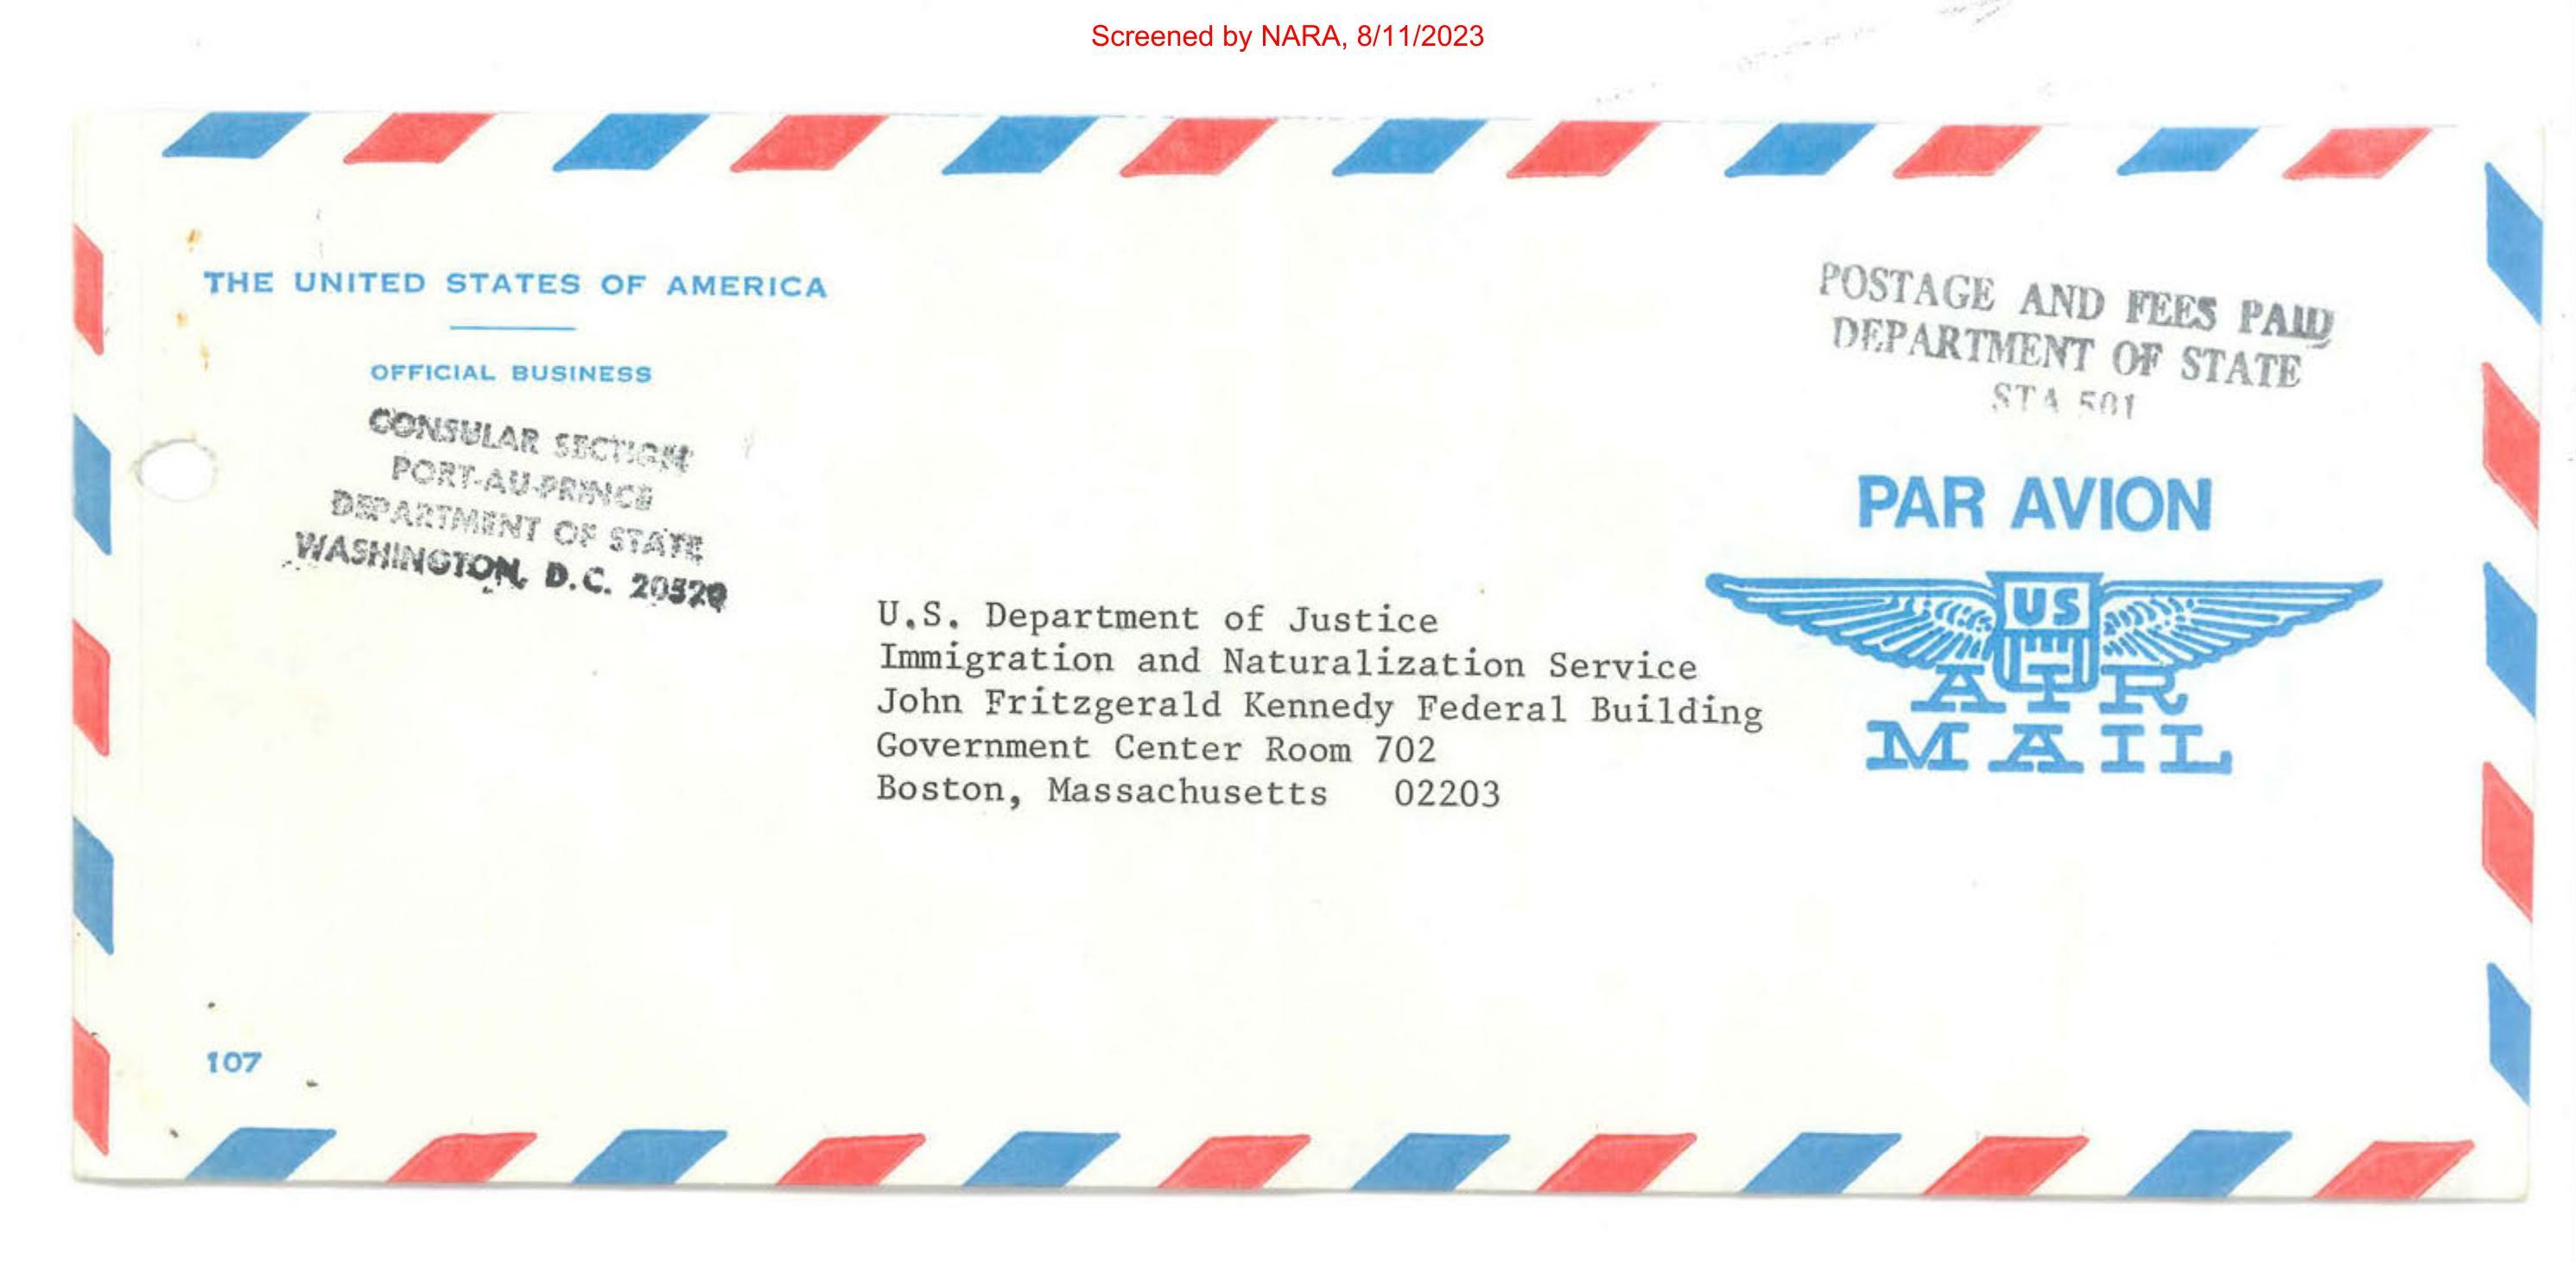 Screened by NARA, 8/11/2023
THE UNITED STATES OF AMERICA
OFFICIAL BUSINESS
CONSULAR SECTION
PORT-AU-PRINCE
DEPARTMENT OF STATE
WASHINGTON, D.C. 20520
POSTAGE AND FEES PAID
DEPARTMENT OF STATE
STA 501
PAR AVION
US
AIR
MAIL
U.S. Department of Justice
Immigration and Naturalization Service
John Fritzgerald Kennedy Federal Building
Government Center Room 702
Boston, Massachusetts 02203
107